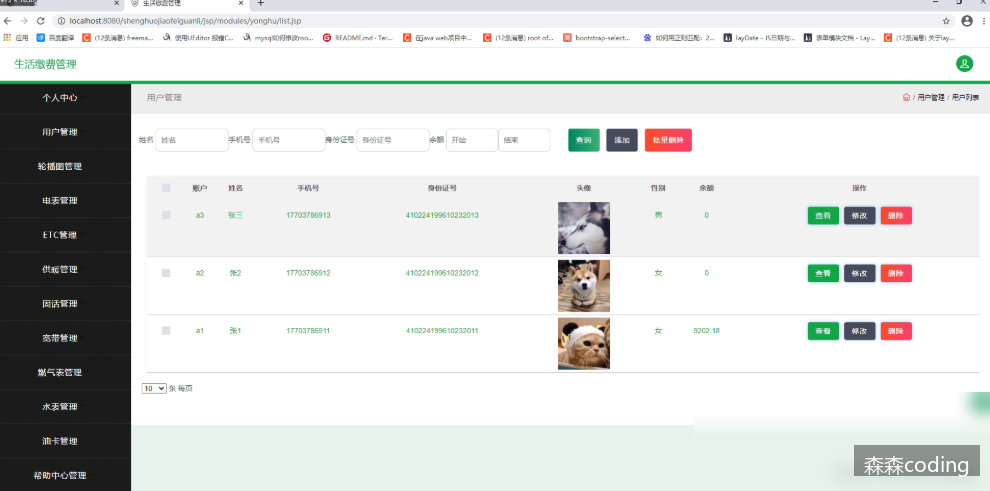 生活缴费管理
localhost:8080/shenghuojiaofeiguanli/jsp/modules/yonghu/list.jsp
应用 百度翻译 (12条消息) freema... 使用UEditor 报错C... mysql如何修改roo... README.md · Ter... 在java web项目中... (12条消息) root of... bootstrap-select... 如何用正则匹配：2... layDate - JS日期与... 表单模块文档 - Lay... (12条消息) 关于lay...
生活缴费管理
个人中心
用户管理
轮播图管理
电表管理
ETC管理
供暖管理
固话管理
宽带管理
燃气表管理
水表管理
油卡管理
帮助中心管理
用户管理
/ 用户管理 / 用户列表
姓名 姓名 手机号 手机号 身份证号 身份证号 余额 开始 结束 查询 添加 批量删除
账户 姓名 手机号 身份证号 头像 性别 余额 操作
a3 张三 17703786913 410224199610232013 男 0 查看 修改 删除
a2 张2 17703786912 410224199610232012 女 0 查看 修改 删除
a1 张1 17703786911 410224199610232011 女 9202.18 查看 修改 删除
10 条 每页
森森coding